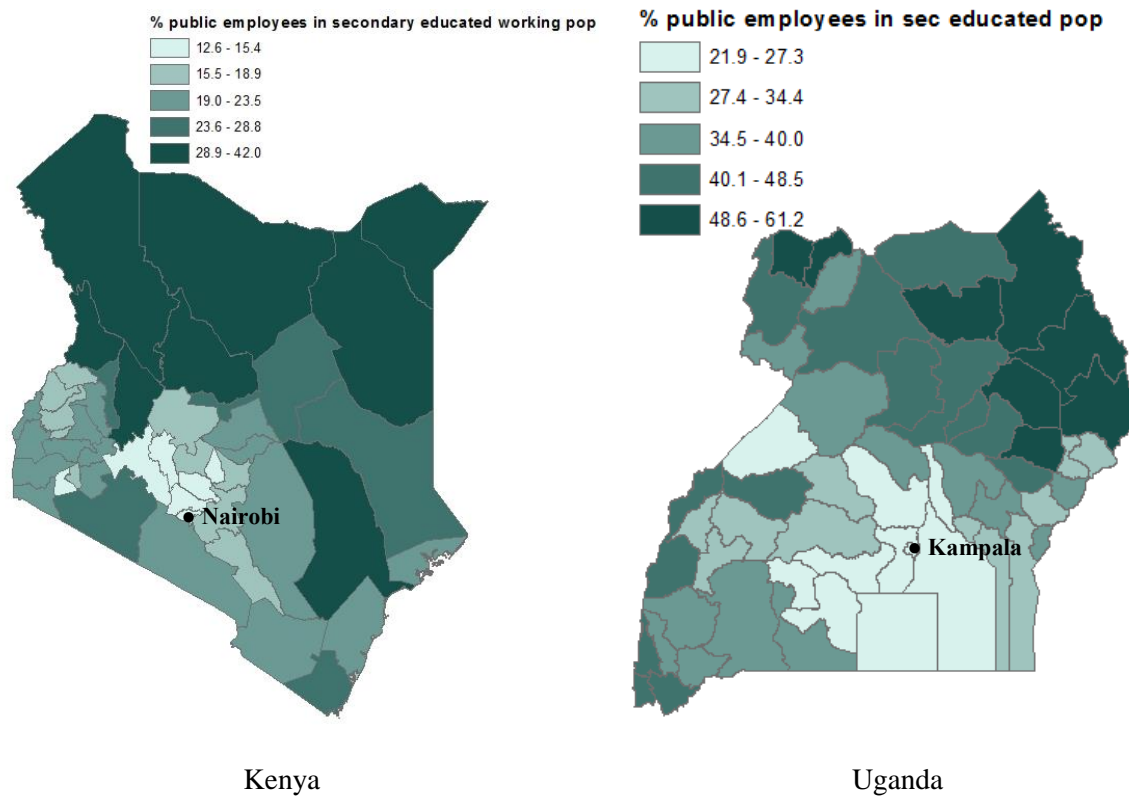 % public employees in secondary educated working pop
12.6 - 15.4
15.5 - 18.9
19.0 - 23.5
23.6 - 28.8
28.9 - 42.0
Nairobi
Kenya
% public employees in sec educated pop
21.9 - 27.3
27.4 - 34.4
34.5 - 40.0
40.1 - 48.5
48.6 - 61.2
Kampala
Uganda